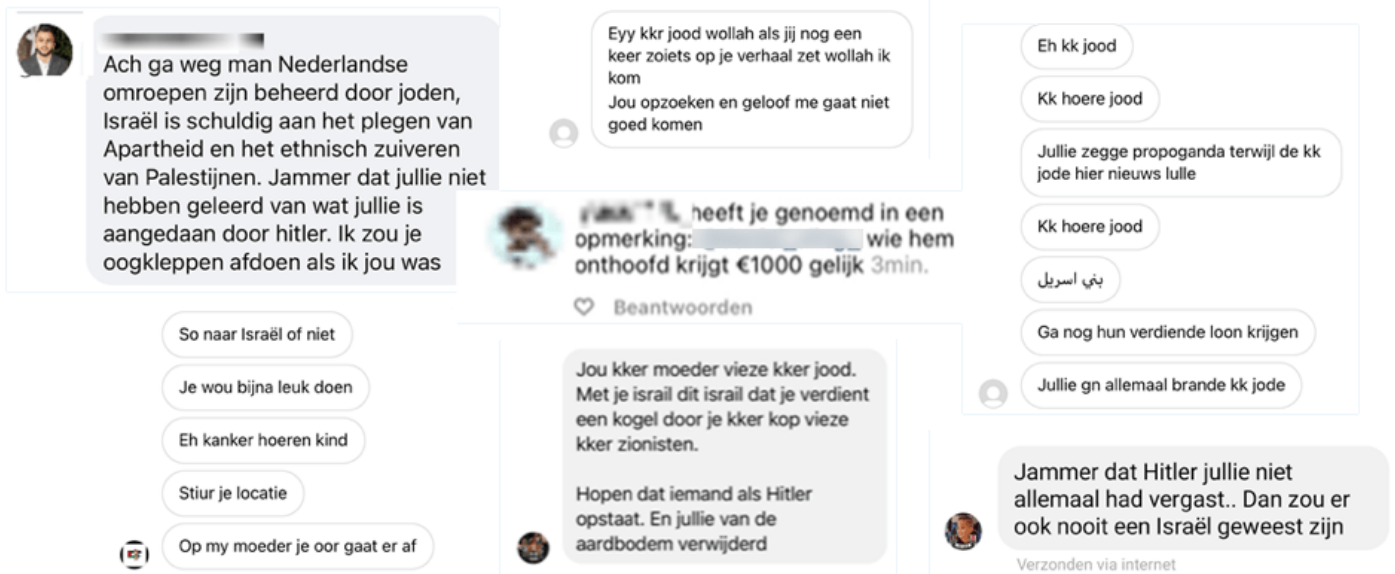 Ach ga weg man Nederlandse
omroepen zijn beheerd door joden,
Israël is schuldig aan het plegen van
Apartheid en het ethnisch zuiveren
van Palestijnen. Jammer dat jullie niet
hebben geleerd van wat jullie is
aangedaan door hitler. Ik zou je
oogkleppen afdoen als ik jou was
So naar Israël of niet
Je wou bijna leuk doen
Eh kanker hoeren kind
Stiur je locatie
Op my moeder je oor gaat er af
Eyy kkr jood wollah als jij nog een
keer zoiets op je verhaal zet wollah ik
kom
Jou opzoeken en geloof me gaat niet
goed komen
heeft je genoemd in een
opmerking: wie hem
onthoofd krijgt €1000 gelijk 3min.
Beantwoorden
Jou kker moeder vieze kker jood.
Met je israil dit israil dat je verdient
een kogel door je kker kop vieze
kker zionisten.
Hopen dat iemand als Hitler
opstaat. En jullie van de
aardbodem verwijderd
Eh kk jood
Kk hoere jood
Jullie zegge propoganda terwijl de kk
jode hier nieuws lulle
Kk hoere jood
بني اسريل
Ga nog hun verdiende loon krijgen
Jullie gn allemaal brande kk jode
Jammer dat Hitler jullie niet
allemaal had vergast.. Dan zou er
ook nooit een Israël geweest zijn
Verzonden via internet